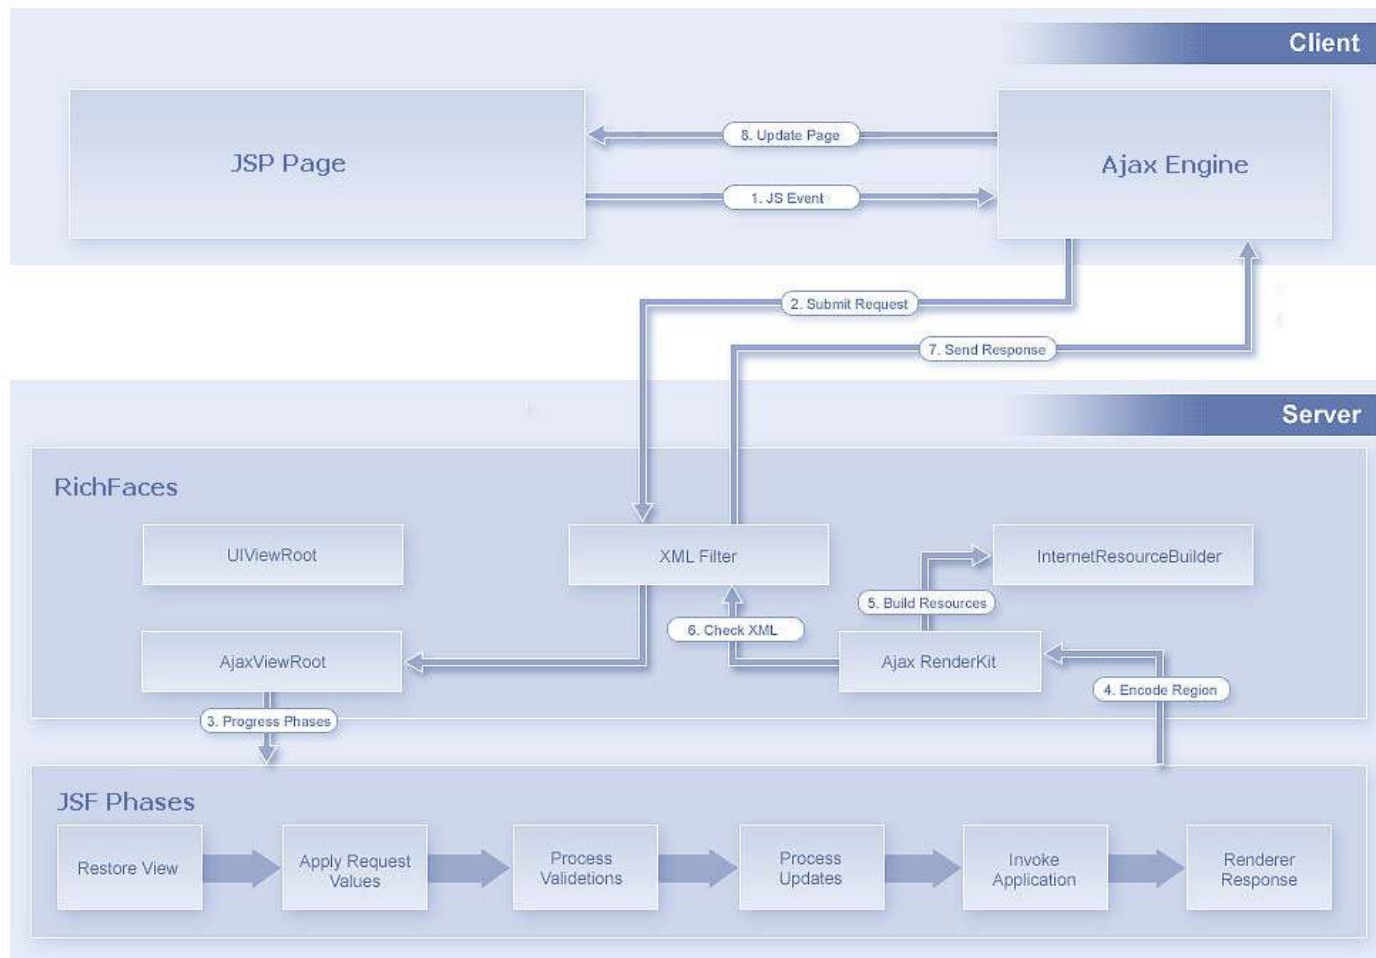 Client
8. Update Page
JSP Page
Ajax Engine
1. JS Event
2. Submit Request
7. Send Response
Server
RichFaces
UIViewRoot
XML Filter
InternetResourceBuilder
5. Build Resources
6. Check XML
AjaxViewRoot
Ajax RenderKit
4. Encode Region
3. Progress Phases
JSF Phases
Restore View
Apply Request
Values
Process
Validetions
Process
Updates
Invoke
Application
Renderer
Response